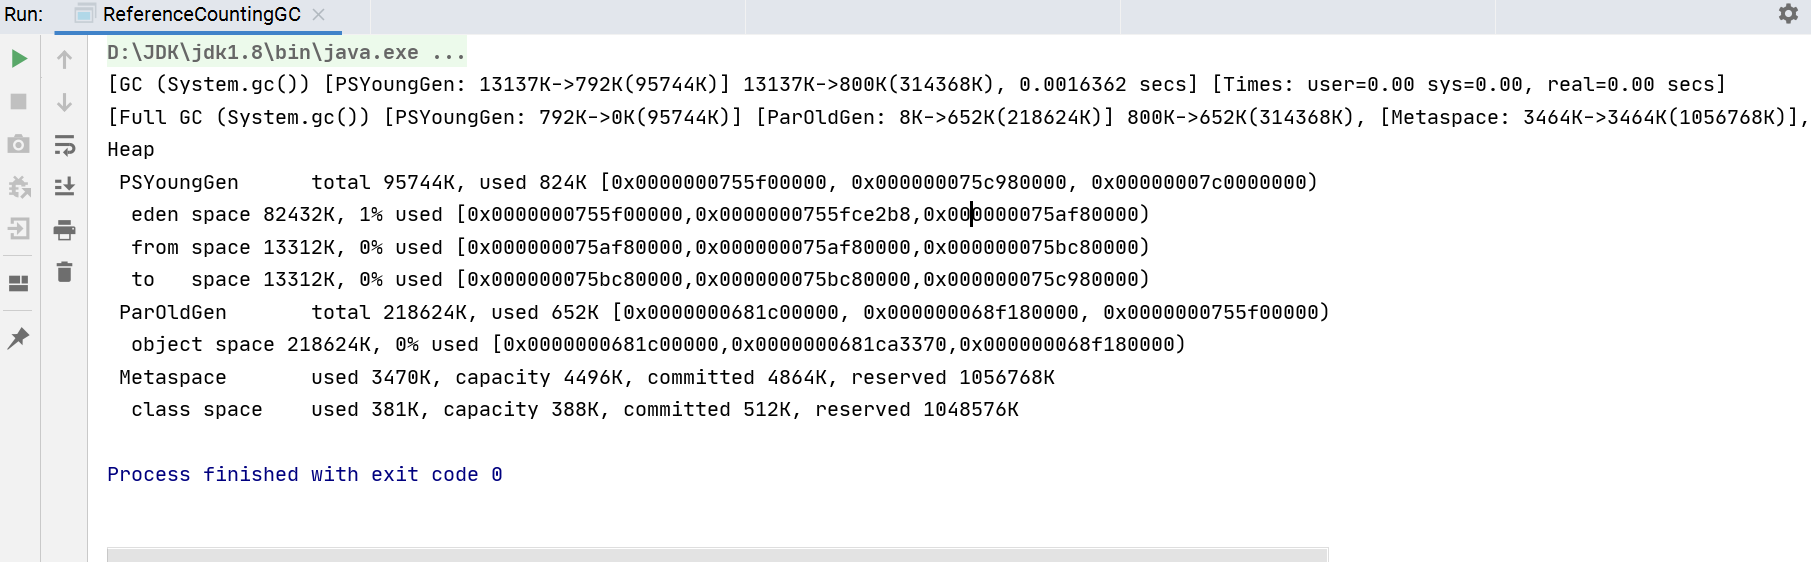 Run: ReferenceCountingGC
D:\JDK\jdk1.8\bin\java.exe ...
[GC (System.gc()) [PSYoungGen: 13137K->792K(95744K)] 13137K->800K(314368K), 0.0016362 secs] [Times: user=0.00 sys=0.00, real=0.00 secs]
[Full GC (System.gc()) [PSYoungGen: 792K->0K(95744K)] [ParOldGen: 8K->652K(218624K)] 800K->652K(314368K), [Metaspace: 3464K->3464K(1056768K)],
Heap
 PSYoungGen      total 95744K, used 824K [0x0000000755f00000, 0x000000075c980000, 0x00000007c0000000)
  eden space 82432K, 1% used [0x0000000755f00000,0x0000000755fce2b8,0x000000075af80000)
  from space 13312K, 0% used [0x000000075af80000,0x000000075af80000,0x000000075bc80000)
  to   space 13312K, 0% used [0x000000075bc80000,0x000000075bc80000,0x000000075c980000)
 ParOldGen       total 218624K, used 652K [0x0000000681c00000, 0x000000068f180000, 0x0000000755f00000)
  object space 218624K, 0% used [0x0000000681c00000,0x0000000681ca3370,0x000000068f180000)
 Metaspace       used 3470K, capacity 4496K, committed 4864K, reserved 1056768K
  class space    used 381K, capacity 388K, committed 512K, reserved 1048576K
Process finished with exit code 0